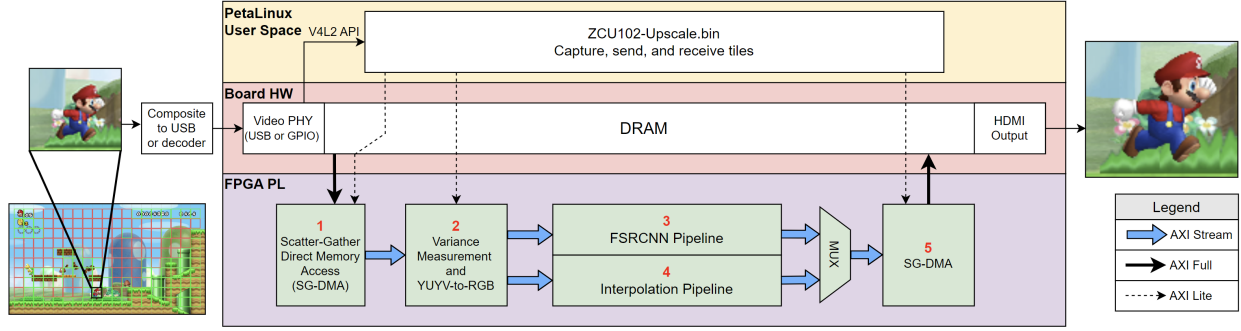 PetaLinux
User Space
V4L2 API
ZCU102-Upscale.bin
Capture, send, and receive tiles
Board HW
Composite
to USB
or decoder
Video PHY
(USB or GPIO)
DRAM
HDMI
Output
FPGA PL
1
Scatter-Gather
Direct Memory
Access
(SG-DMA)
2
Variance
Measurement
and
YUYV-to-RGB
3
FSRCNN Pipeline
4
Interpolation Pipeline
MUX
5
SG-DMA
Legend
AXI Stream
AXI Full
AXI Lite